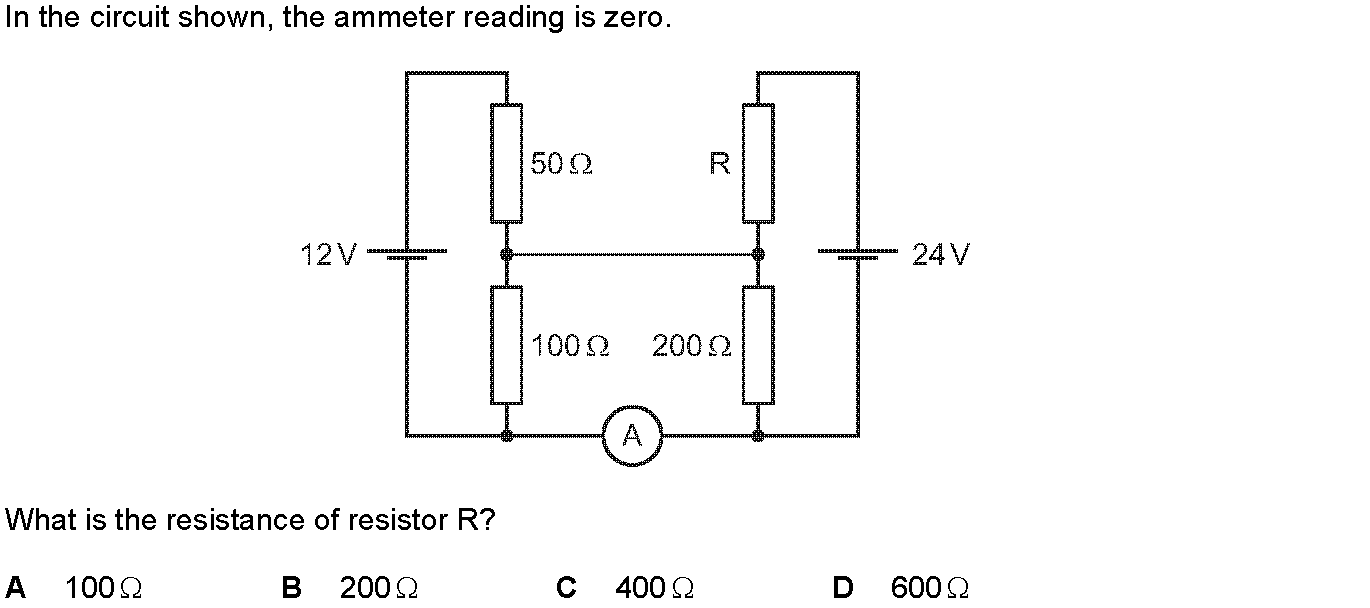 In the circuit shown, the ammeter reading is zero.
50 Ω
R
12 V
24 V
100 Ω
200 Ω
A
What is the resistance of resistor R?
A 100 Ω B 200 Ω C 400 Ω D 600 Ω